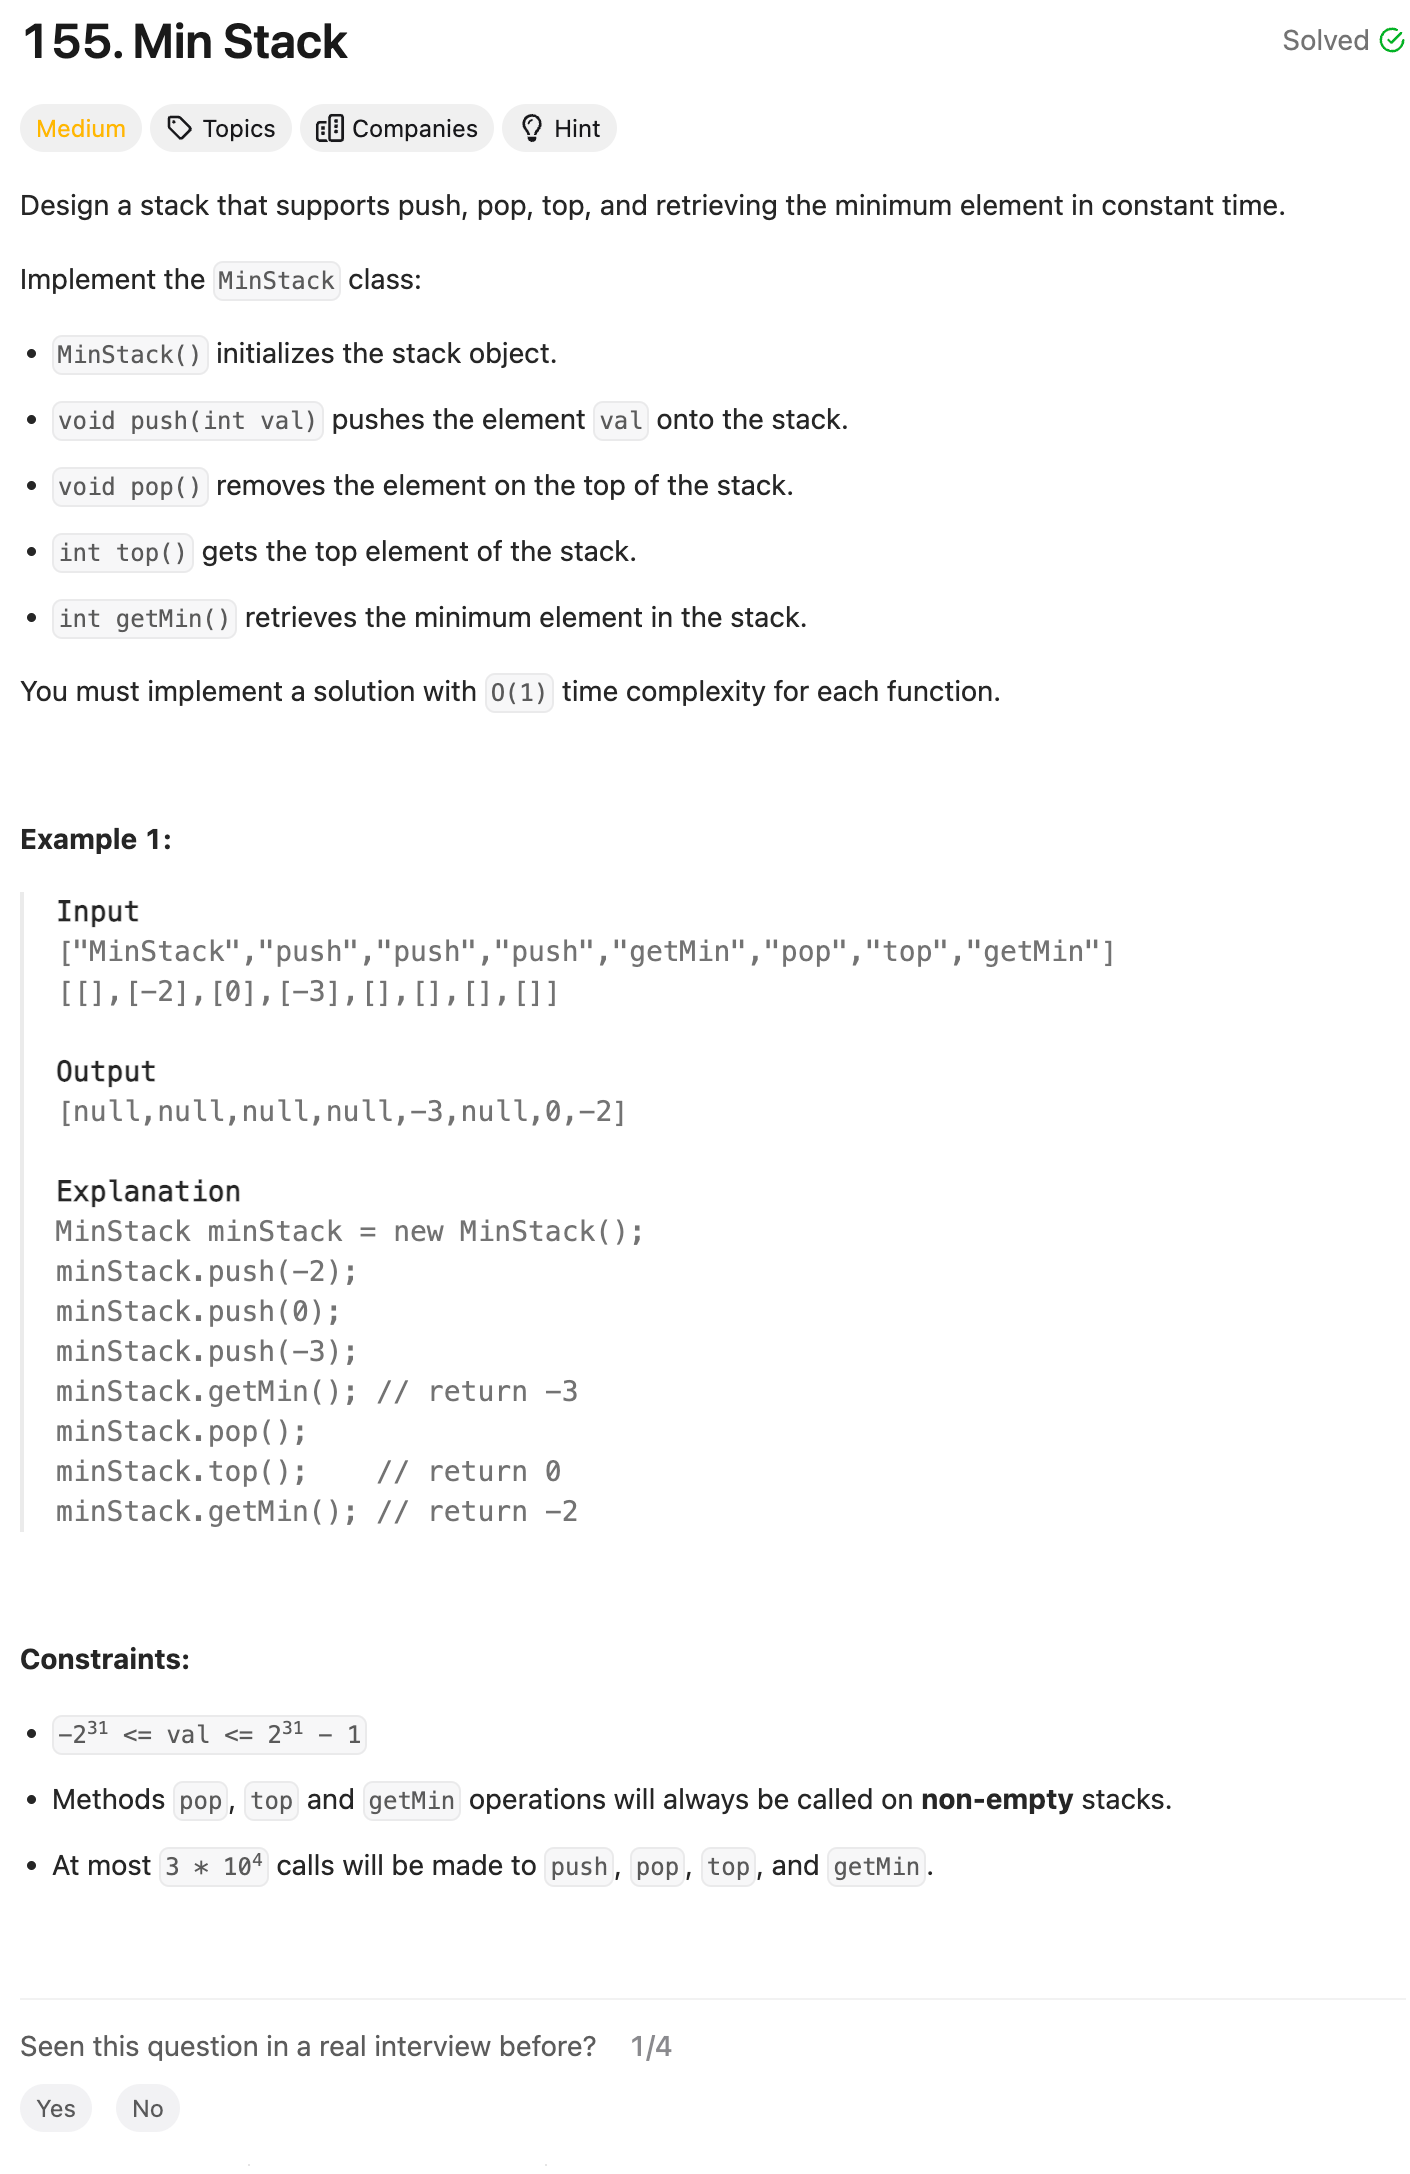 155. Min Stack
Solved
Medium Topics Companies Hint
Design a stack that supports push, pop, top, and retrieving the minimum element in constant time.
Implement the MinStack class:
• MinStack() initializes the stack object.
• void push(int val) pushes the element val onto the stack.
• void pop() removes the element on the top of the stack.
• int top() gets the top element of the stack.
• int getMin() retrieves the minimum element in the stack.
You must implement a solution with O(1) time complexity for each function.
Example 1:
Input
["MinStack","push","push","push","getMin","pop","top","getMin"]
[[],[-2],[0],[-3],[],[],[],[]]
Output
[null,null,null,null,-3,null,0,-2]
Explanation
MinStack minStack = new MinStack();
minStack.push(-2);
minStack.push(0);
minStack.push(-3);
minStack.getMin(); // return -3
minStack.pop();
minStack.top();    // return 0
minStack.getMin(); // return -2
Constraints:
• -2³¹ <= val <= 2³¹ - 1
• Methods pop, top and getMin operations will always be called on non-empty stacks.
• At most 3 * 10⁴ calls will be made to push, pop, top, and getMin.
Seen this question in a real interview before? 1/4
Yes No